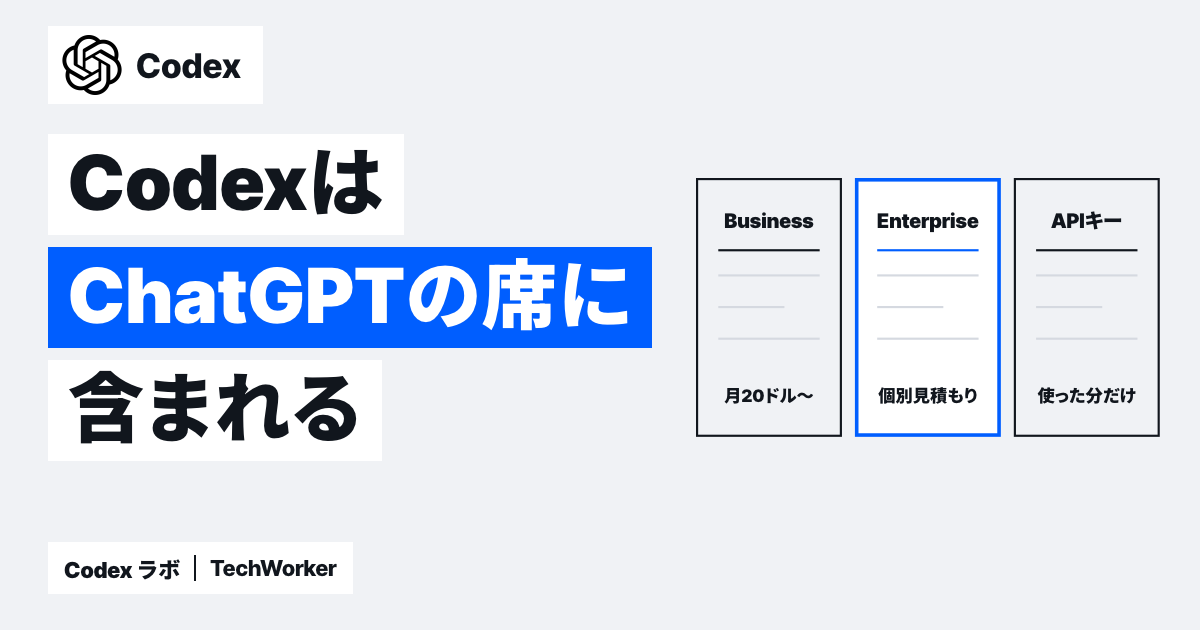 Codex
Codexは
ChatGPTの席に
含まれる
Business
月20ドル〜
Enterprise
個別見積もり
APIキー
使った分だけ
Codex ラボ | TechWorker